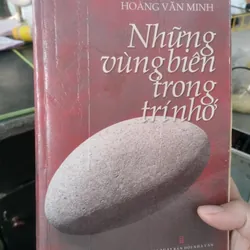 HOÀNG VĂN MINH
Những
vùng biển
trong
trí nhớ